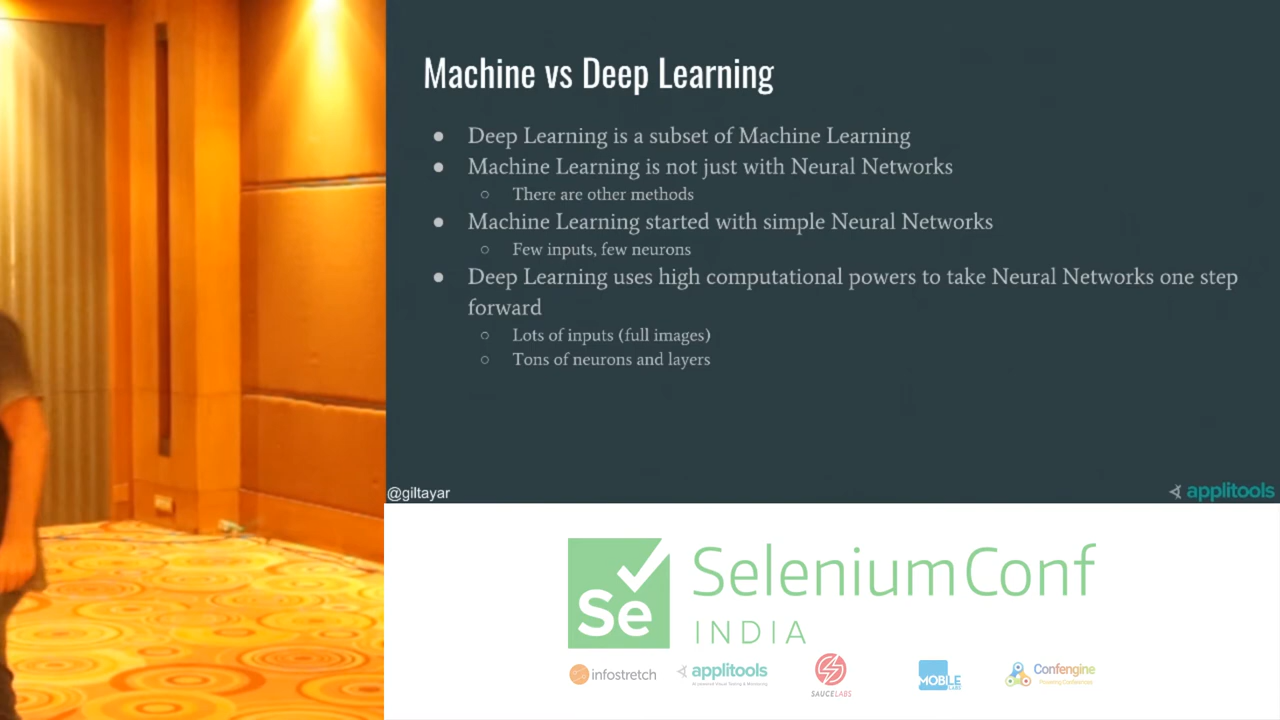 Machine vs Deep Learning
● Deep Learning is a subset of Machine Learning
● Machine Learning is not just with Neural Networks
○ There are other methods
● Machine Learning started with simple Neural Networks
○ Few inputs, few neurons
● Deep Learning uses high computational powers to take Neural Networks one step
forward
○ Lots of inputs (full images)
○ Tons of neurons and layers
@giltayar
applitools
Se
SeleniumConf
INDIA
infostretch
applitools
SAUCELABS
MOBILE
LABS
Confengine